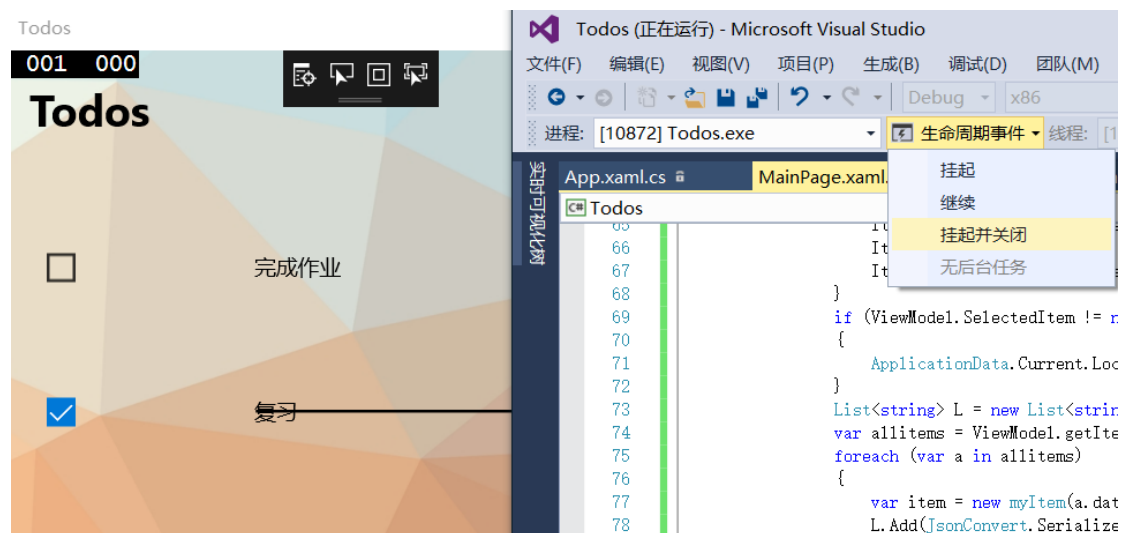 Todos
001 000
Todos
完成作业
复习
Todos (正在运行) - Microsoft Visual Studio
文件(F) 编辑(E) 视图(V) 项目(P) 生成(B) 调试(D) 团队(M)
Debug x86
进程: [10872] Todos.exe 生命周期事件 线程: [1
挂起
继续
挂起并关闭
无后台任务
实时可视化树
App.xaml.cs MainPage.xaml.
C# Todos
65 It
66 It
67 It
68 }
69 if (ViewModel.SelectedItem != n
70 {
71 ApplicationData.Current.Loc
72 }
73 List<string> L = new List<strin
74 var allitems = ViewModel.getIte
75 foreach (var a in allitems)
76 {
77 var item = new myItem(a.dat
78 L.Add(JsonConvert.Serialize